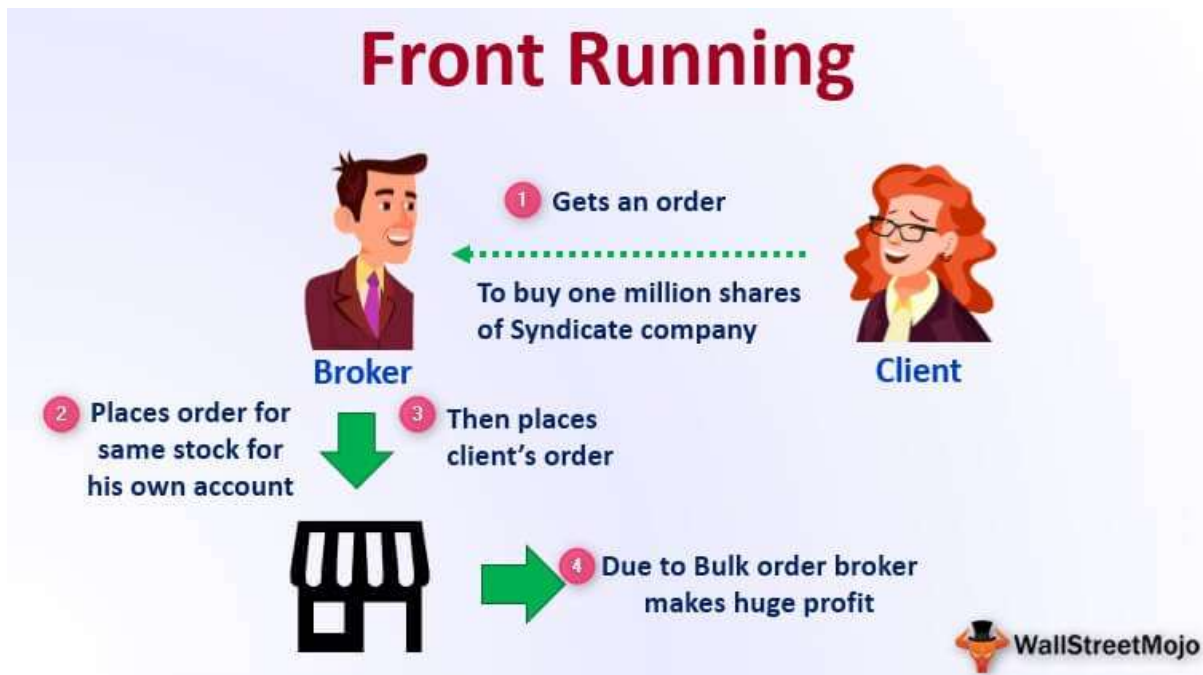 Front Running
1 Gets an order
To buy one million shares
of Syndicate company
Broker
Client
2 Places order for
same stock for
his own account
3 Then places
client's order
4 Due to Bulk order broker
makes huge profit
WallStreetMojo